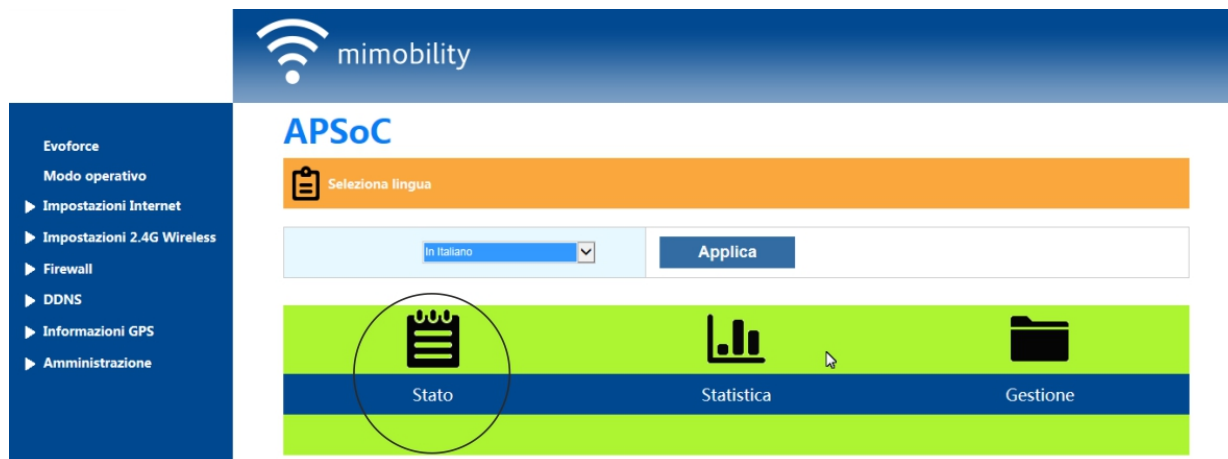 mimobility
Evoforce
Modo operativo
Impostazioni Internet
Impostazioni 2.4G Wireless
Firewall
DDNS
Informazioni GPS
Amministrazione
APSoC
Seleziona lingua
In Italiano
Applica
Stato
Statistica
Gestione